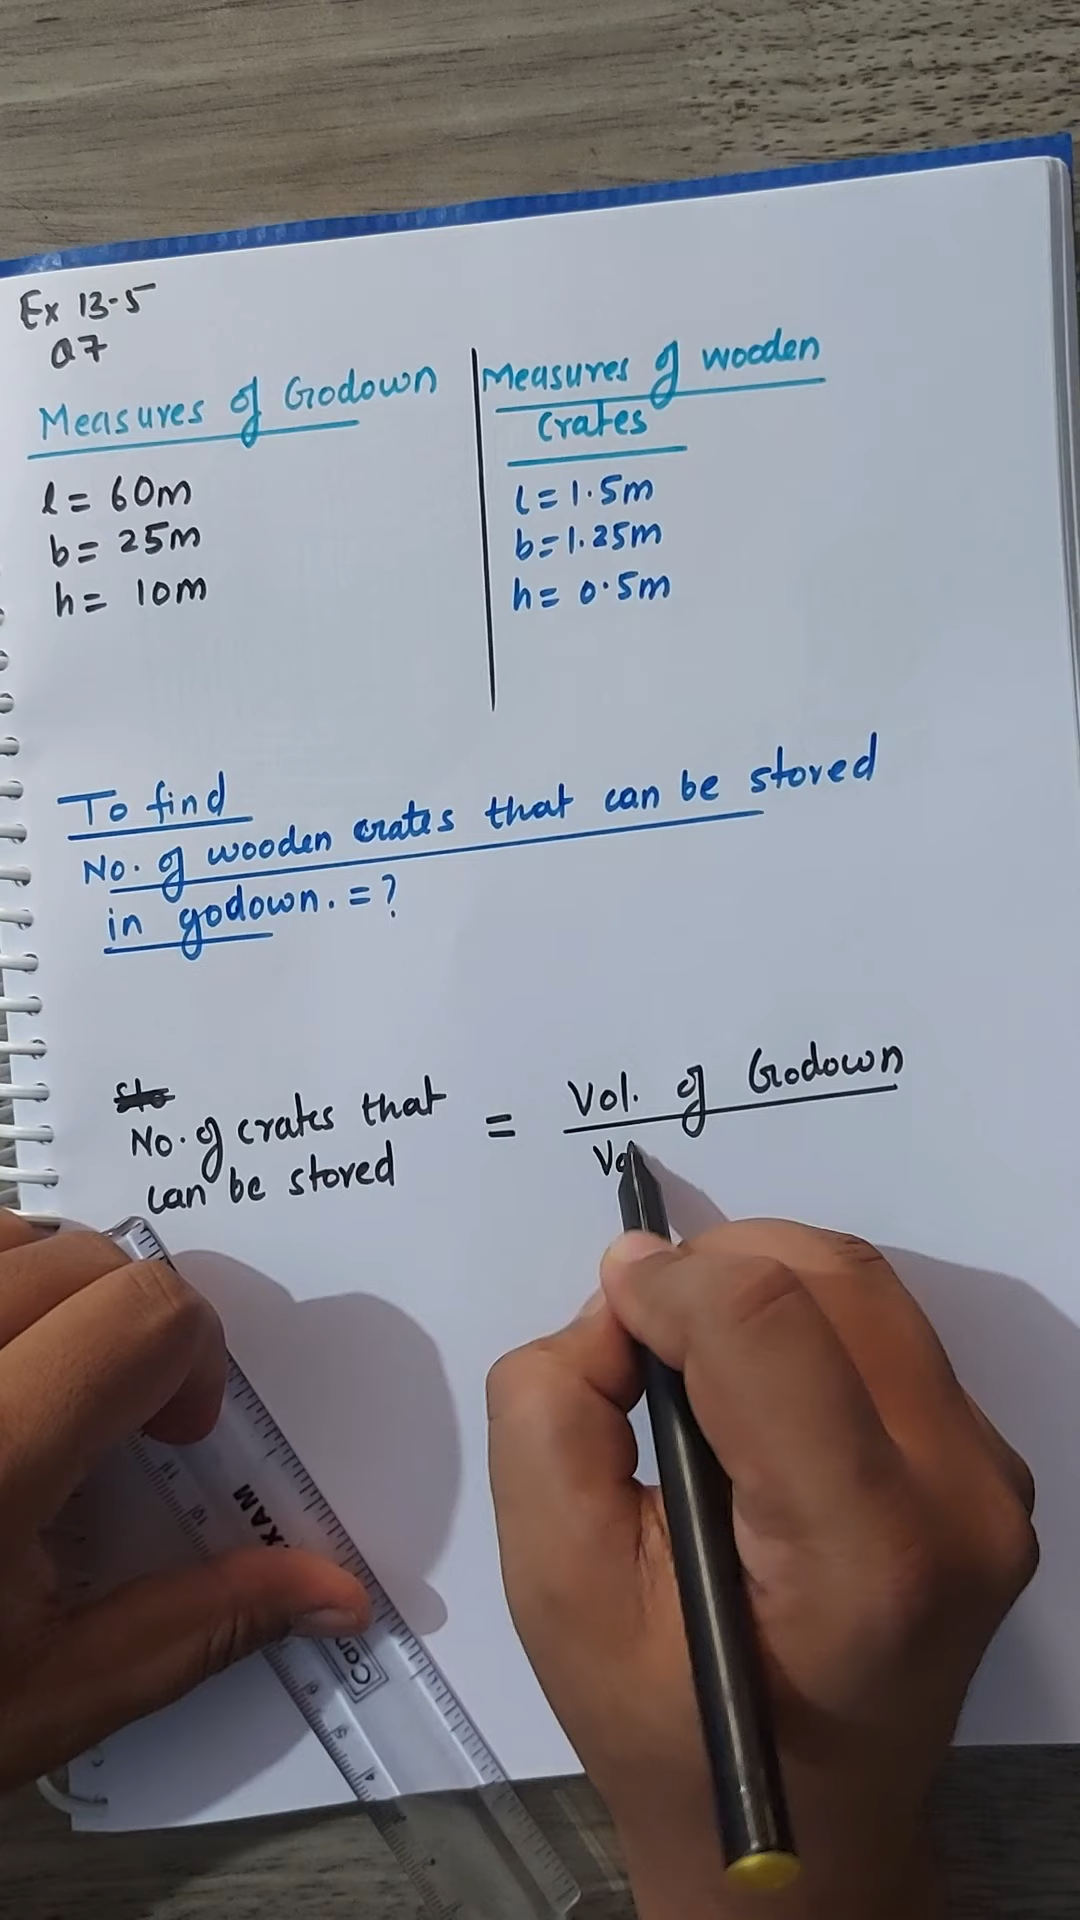 Ex 13.5
Q7
Measures of Godown
l = 60m
b = 25m
h = 10m
Measures of wooden
crates
l = 1.5m
b = 1.25m
h = 0.5m
To find
No. of wooden crates that can be stored
in godown. = ?
No. of crates that
can be stored
=
Vol. of Godown
Vo